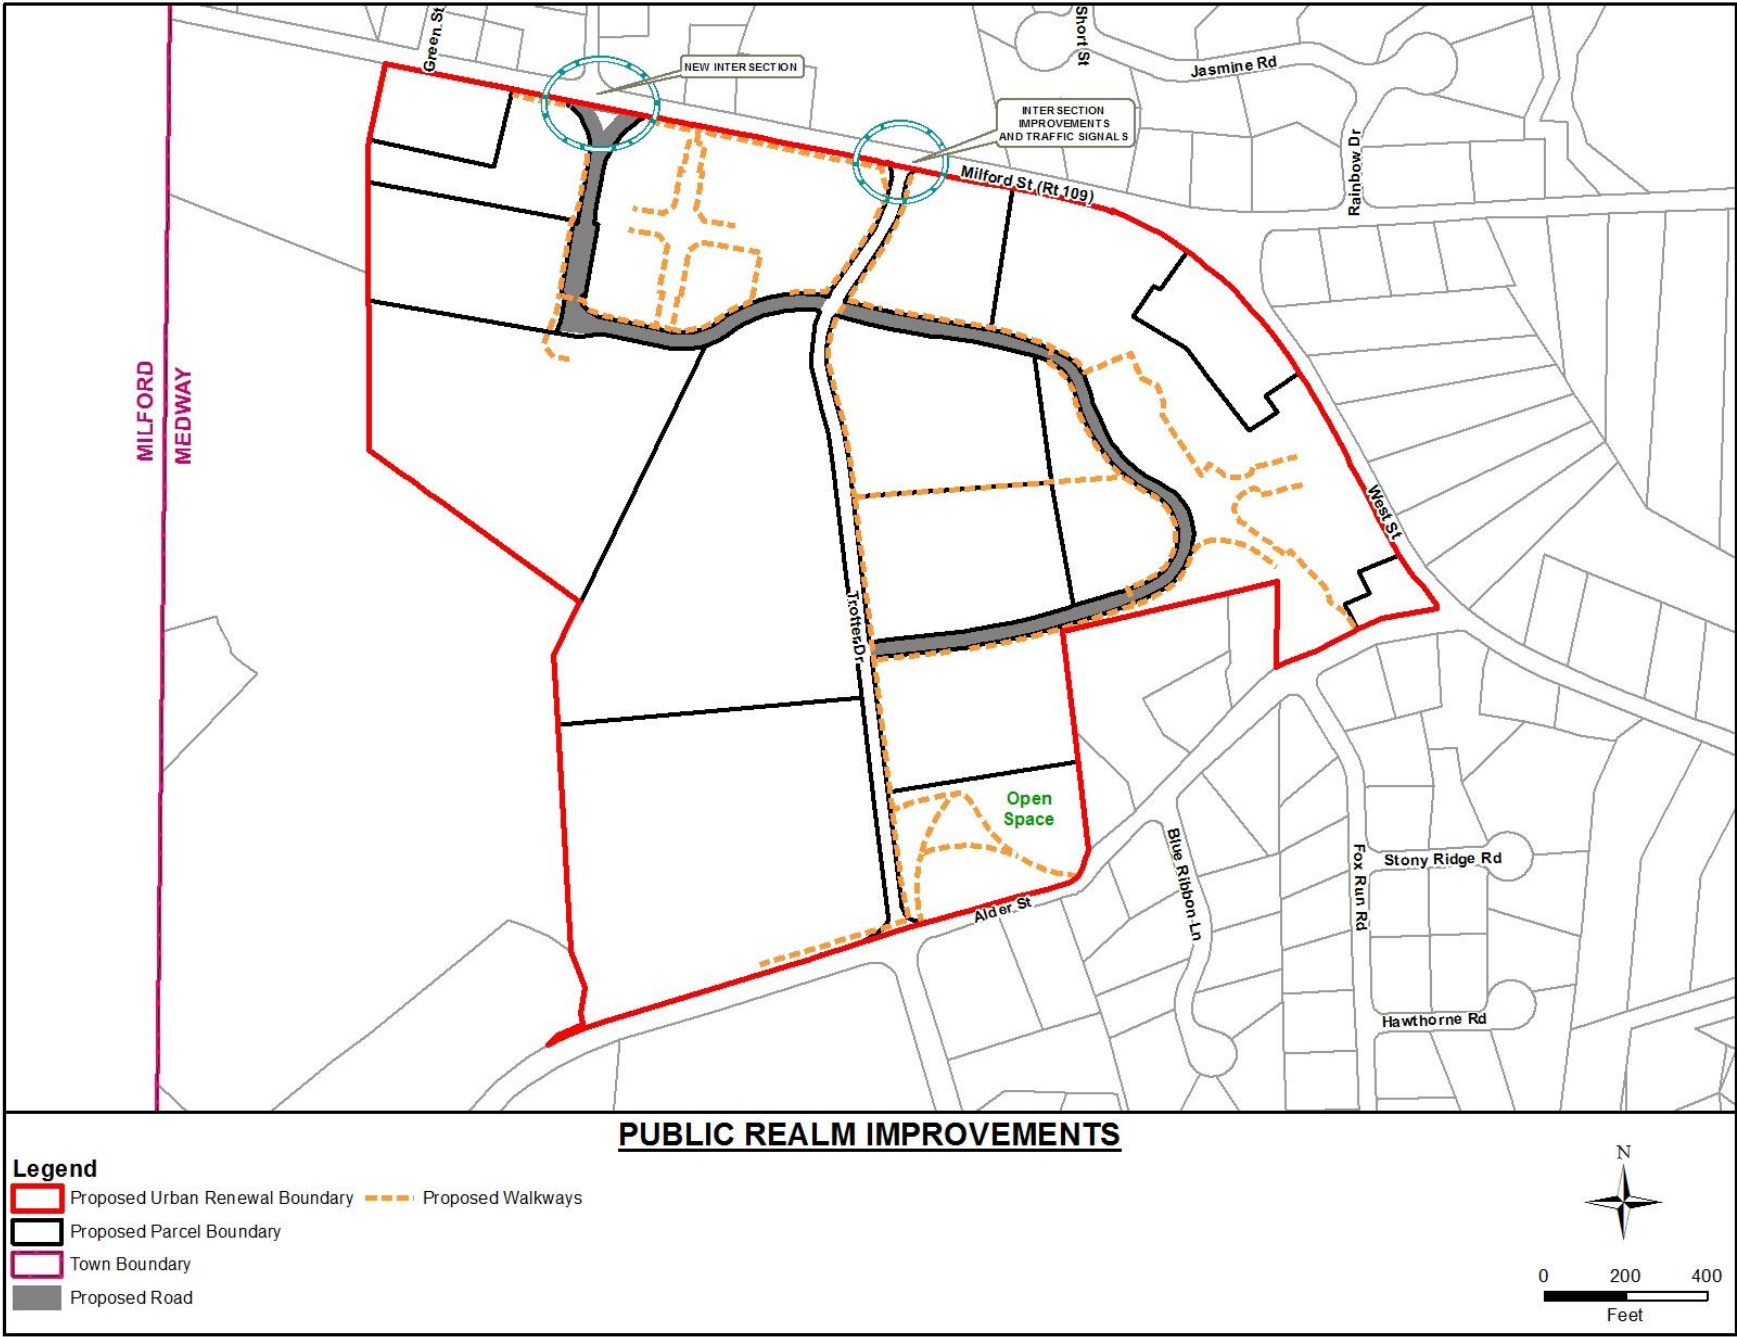 Green St
NEW INTERSECTION
Short St
Jasmine Rd
INTERSECTION
IMPROVEMENTS
AND TRAFFIC SIGNALS
Milford St (Rt 109)
Rainbow Dr
MILFORD
MEDWAY
West St
Trotter Dr
Open
Space
Alder St
Blue Ribbon Ln
Fox Run Rd
Stony Ridge Rd
Hawthorne Rd
PUBLIC REALM IMPROVEMENTS
Legend
Proposed Urban Renewal Boundary
Proposed Walkways
Proposed Parcel Boundary
Town Boundary
Proposed Road
N
0 200 400
Feet